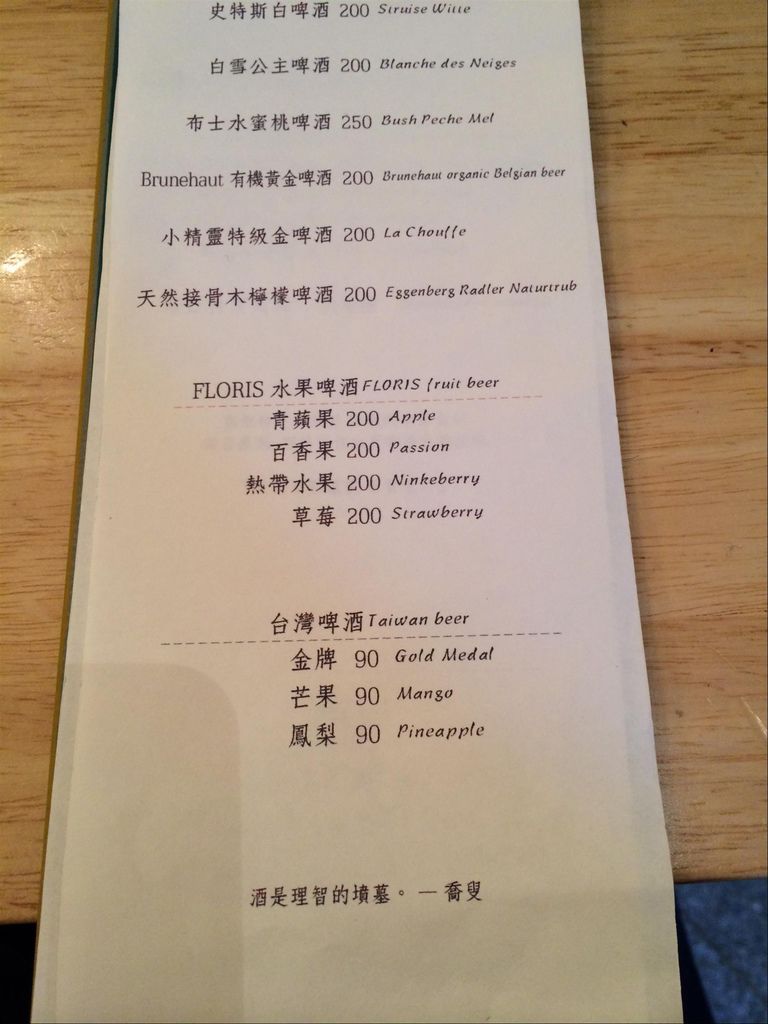 史特斯白啤酒 200 Struise Witte
白雪公主啤酒 200 Blanche des Neiges
布士水蜜桃啤酒 250 Bush Peche Mel
Brunehaut 有機黃金啤酒 200 Brunehaut organic Belgian beer
小精靈特級金啤酒 200 La Chouffe
天然接骨木檸檬啤酒 200 Eggenberg Radler Naturtrub
FLORIS 水果啤酒 FLORIS fruit beer
青蘋果 200 Apple
百香果 200 Passion
熱帶水果 200 Ninkeberry
草莓 200 Strawberry
台灣啤酒 Taiwan beer
金牌 90 Gold Medal
芒果 90 Mango
鳳梨 90 Pineapple
酒是理智的墳墓。 — 喬叟